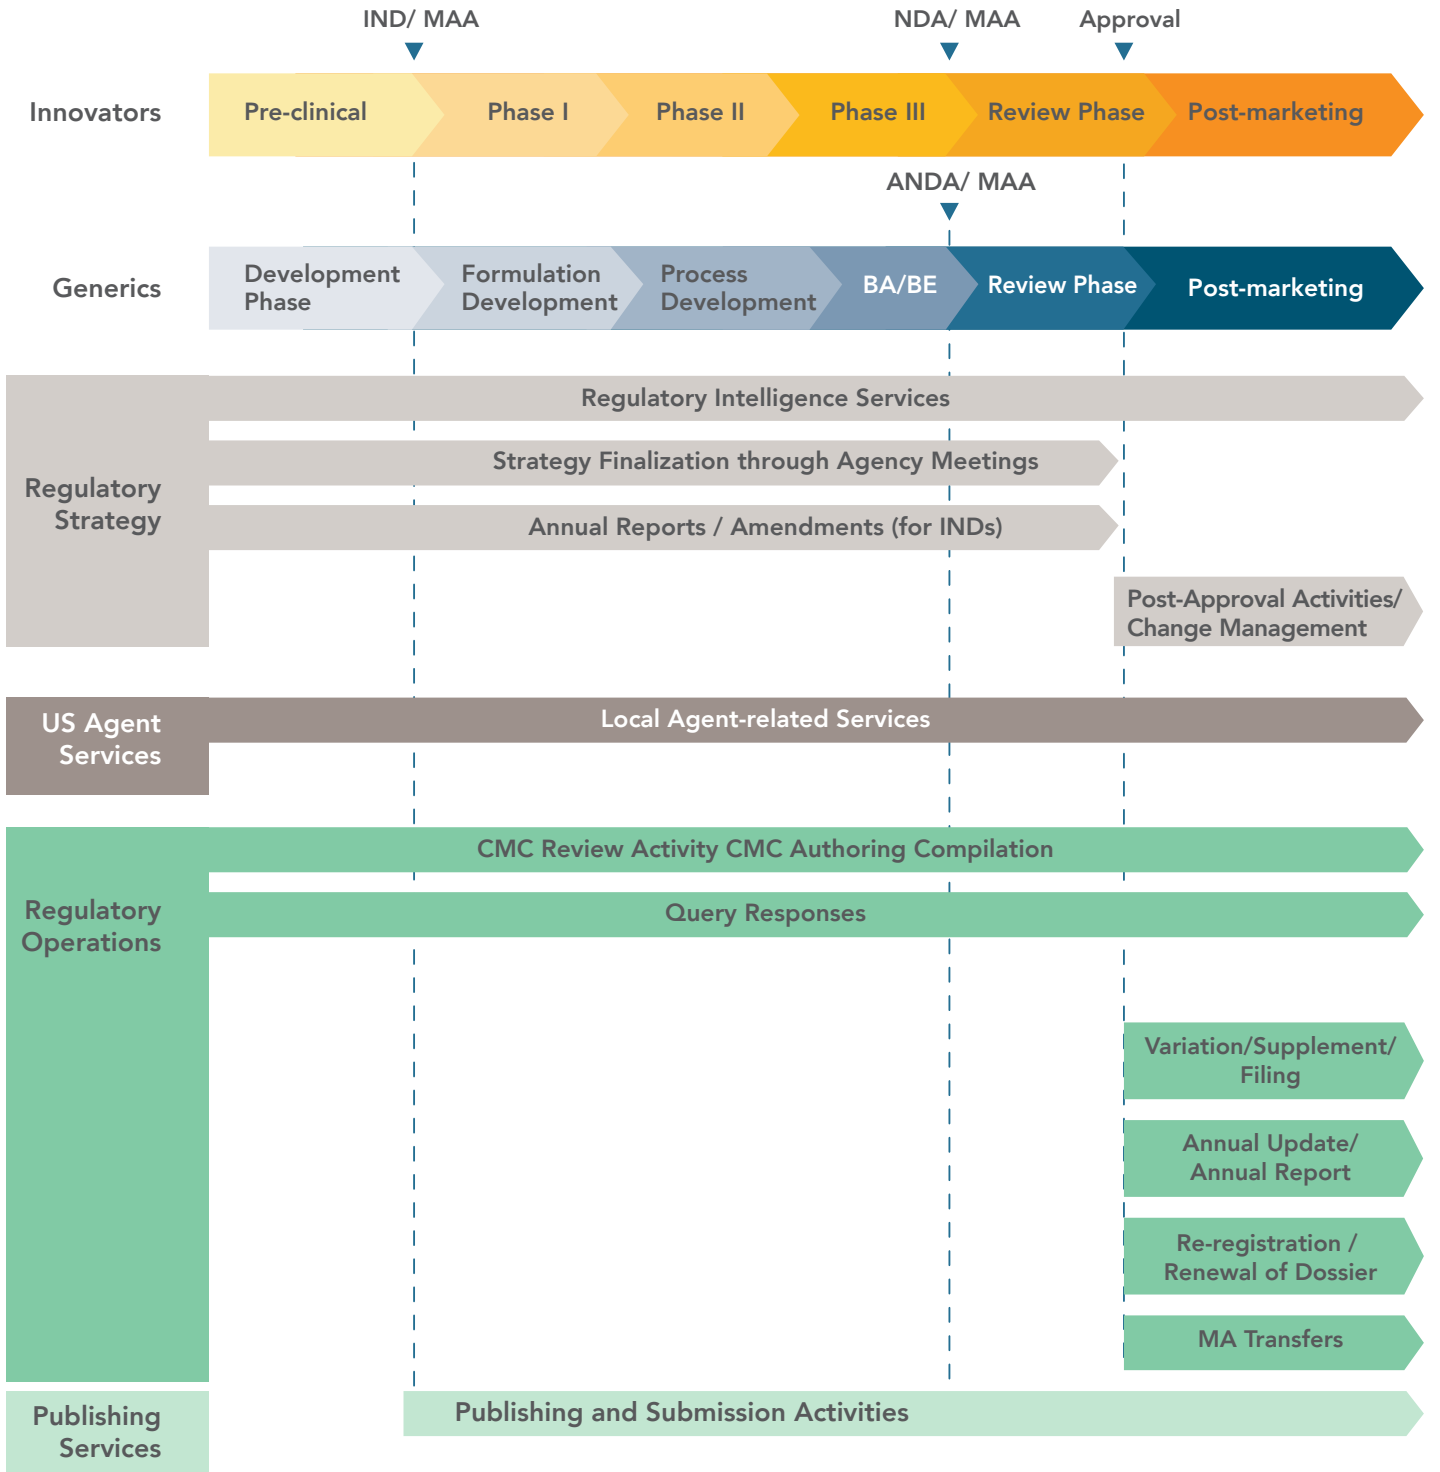 IND/ MAA
NDA/ MAA
Approval
Innovators
Pre-clinical
Phase I
Phase II
Phase III
Review Phase
Post-marketing
ANDA/ MAA
Generics
Development
Phase
Formulation
Development
Process
Development
BA/BE
Review Phase
Post-marketing
Regulatory
Strategy
Regulatory Intelligence Services
Strategy Finalization through Agency Meetings
Annual Reports / Amendments (for INDs)
Post-Approval Activities/
Change Management
US Agent
Services
Local Agent-related Services
Regulatory
Operations
CMC Review Activity CMC Authoring Compilation
Query Responses
Variation/Supplement/
Filing
Annual Update/
Annual Report
Re-registration /
Renewal of Dossier
MA Transfers
Publishing
Services
Publishing and Submission Activities